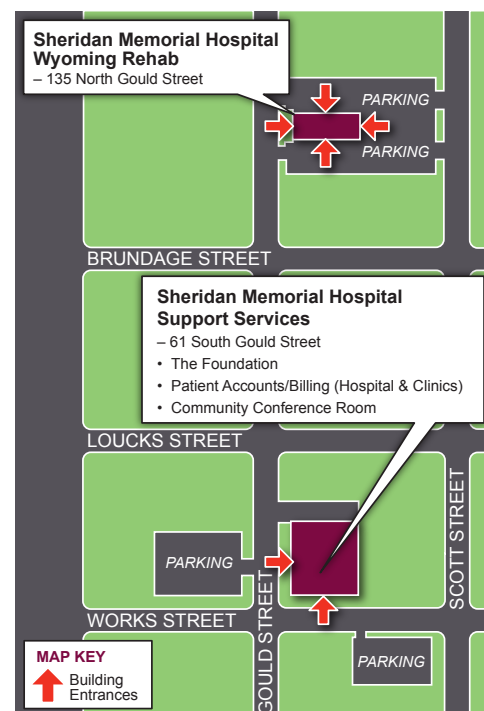 Sheridan Memorial Hospital
Wyoming Rehab
– 135 North Gould Street
PARKING
PARKING
BRUNDAGE STREET
Sheridan Memorial Hospital
Support Services
– 61 South Gould Street
• The Foundation
• Patient Accounts/Billing (Hospital & Clinics)
• Community Conference Room
LOUCKS STREET
SCOTT STREET
PARKING
GOULD STREET
WORKS STREET
MAP KEY
Building
Entrances
PARKING